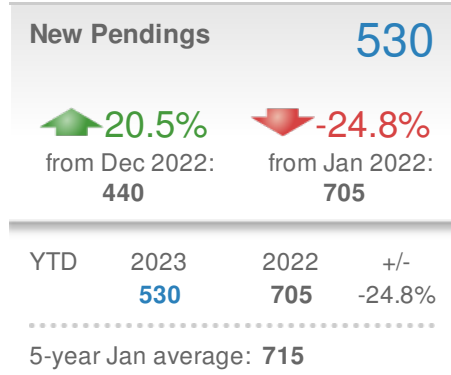 New Pendings 530
20.5% -24.8%
from Dec 2022: from Jan 2022:
440 705
YTD 2023 2022 +/-
530 705 -24.8%
5-year Jan average: 715